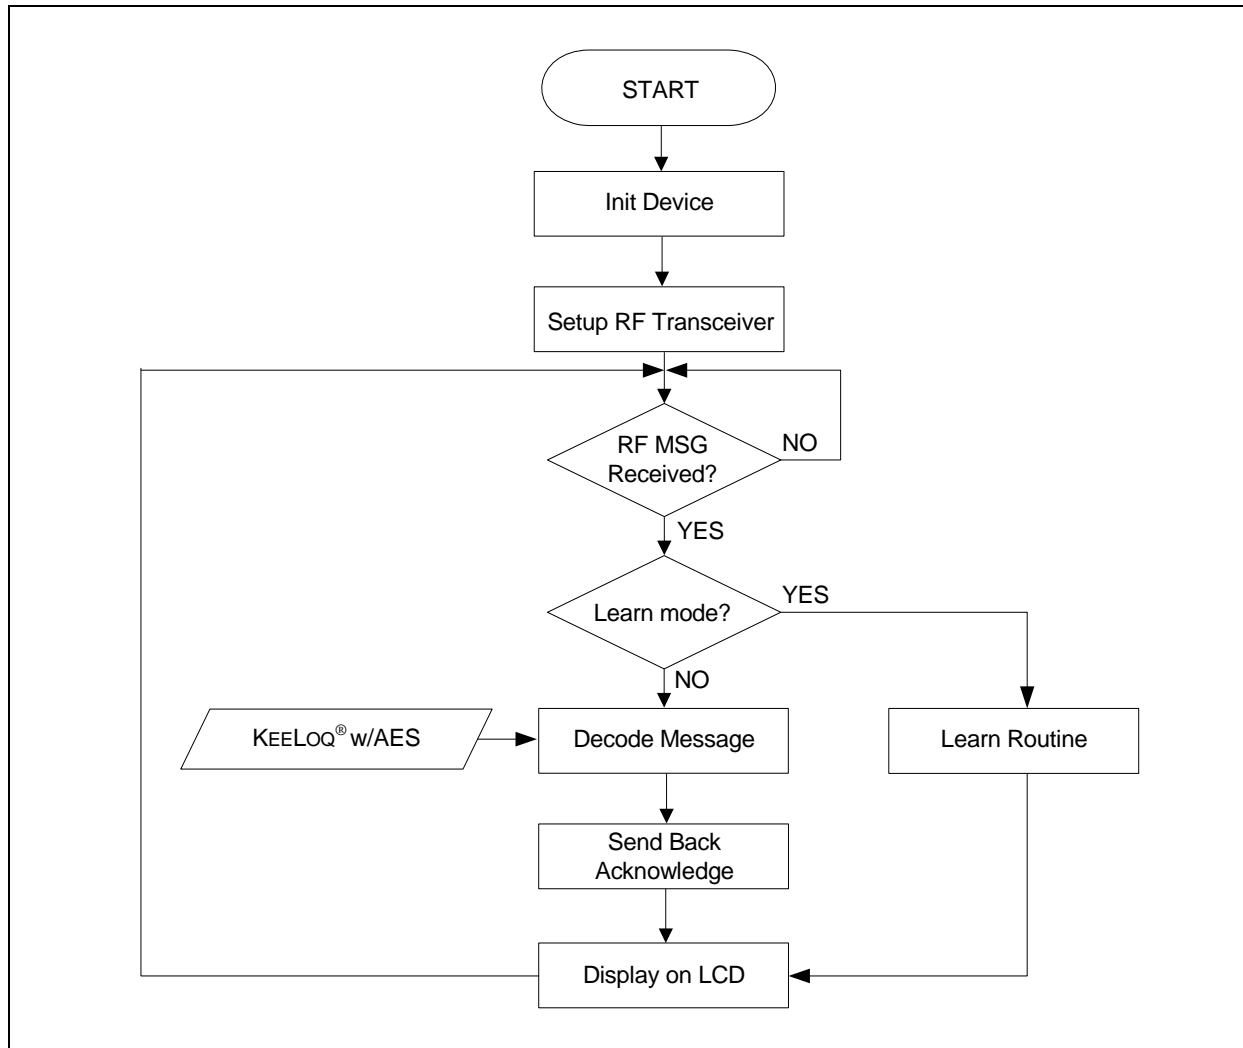 START
Init Device
Setup RF Transceiver
RF MSG
Received?
NO
YES
Learn mode?
YES
NO
KEELOQ® w/AES
Decode Message
Learn Routine
Send Back
Acknowledge
Display on LCD